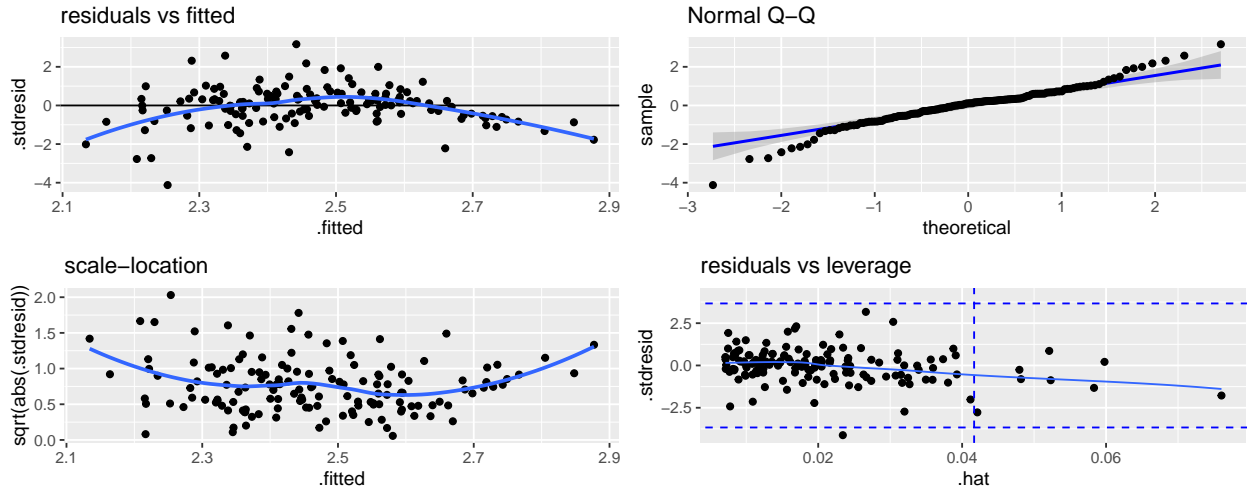 residuals vs fitted
.stdresid
2
0
−2
−4
2.1
2.3
2.5
2.7
2.9
.fitted
Normal Q−Q
sample
2
0
−2
−4
−3
−2
−1
0
1
2
theoretical
scale−location
sqrt(abs(.stdresid))
2.0
1.5
1.0
0.5
0.0
2.1
2.3
2.5
2.7
2.9
.fitted
residuals vs leverage
.stdresid
2.5
0.0
−2.5
0.02
0.04
0.06
.hat